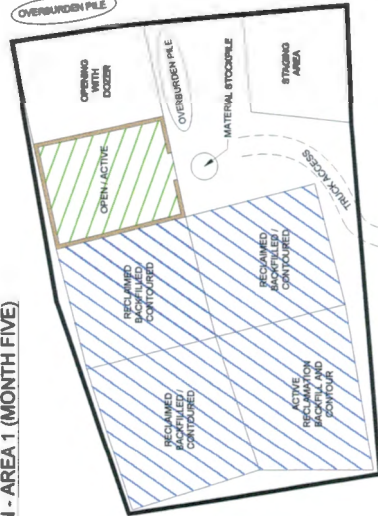 OVERBURDEN PILE
- AREA 1 (MONTH FIVE)
OPENING
WITH
DOZER
OVERBURDEN PILE
MATERIAL STOCKPILE
STAGING
AREA
OPEN / ACTIVE
TRUCK ACCESS
RECLAIMED
BACKFILLED/
CONTOURED
RECLAIMED
BACKFILLED /
CONTOURED
RECLAIMED
BACKFILLED /
CONTOURED
ACTIVE
RECLAMATION
BACKFILL AND
CONTOUR